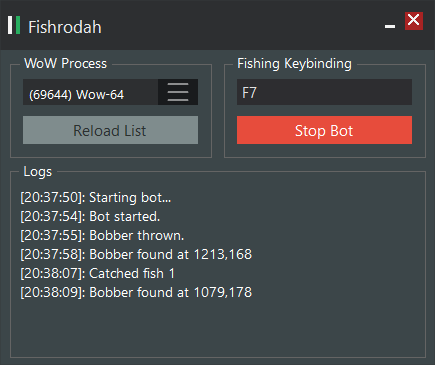 Fishrodah
WoW Process
Fishing Keybinding
(69644) Wow-64
F7
Reload List
Stop Bot
Logs
[20:37:50]: Starting bot...
[20:37:54]: Bot started.
[20:37:55]: Bobber thrown.
[20:37:58]: Bobber found at 1213,168
[20:38:07]: Catched fish 1
[20:38:09]: Bobber found at 1079,178